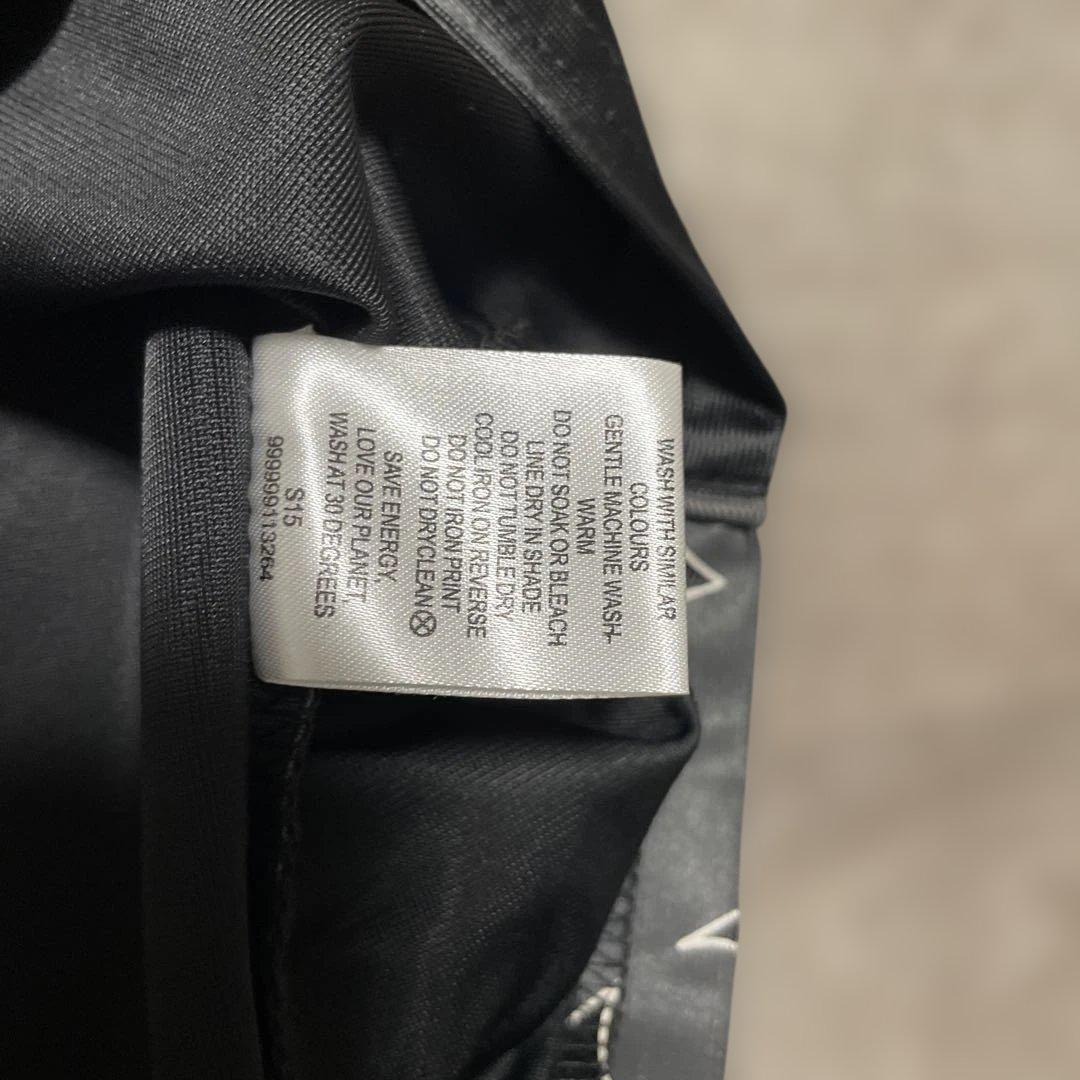 WASH WITH SIMILAR
COLOURS
GENTLE MACHINE WASH-
WARM
DO NOT SOAK OR BLEACH
LINE DRY IN SHADE
DO NOT TUMBLE DRY
COOL IRON ON REVERSE
DO NOT IRON PRINT
DO NOT DRYCLEAN
SAVE ENERGY
LOVE OUR PLANET,
WASH AT 30 DEGREES
S15
999999113264